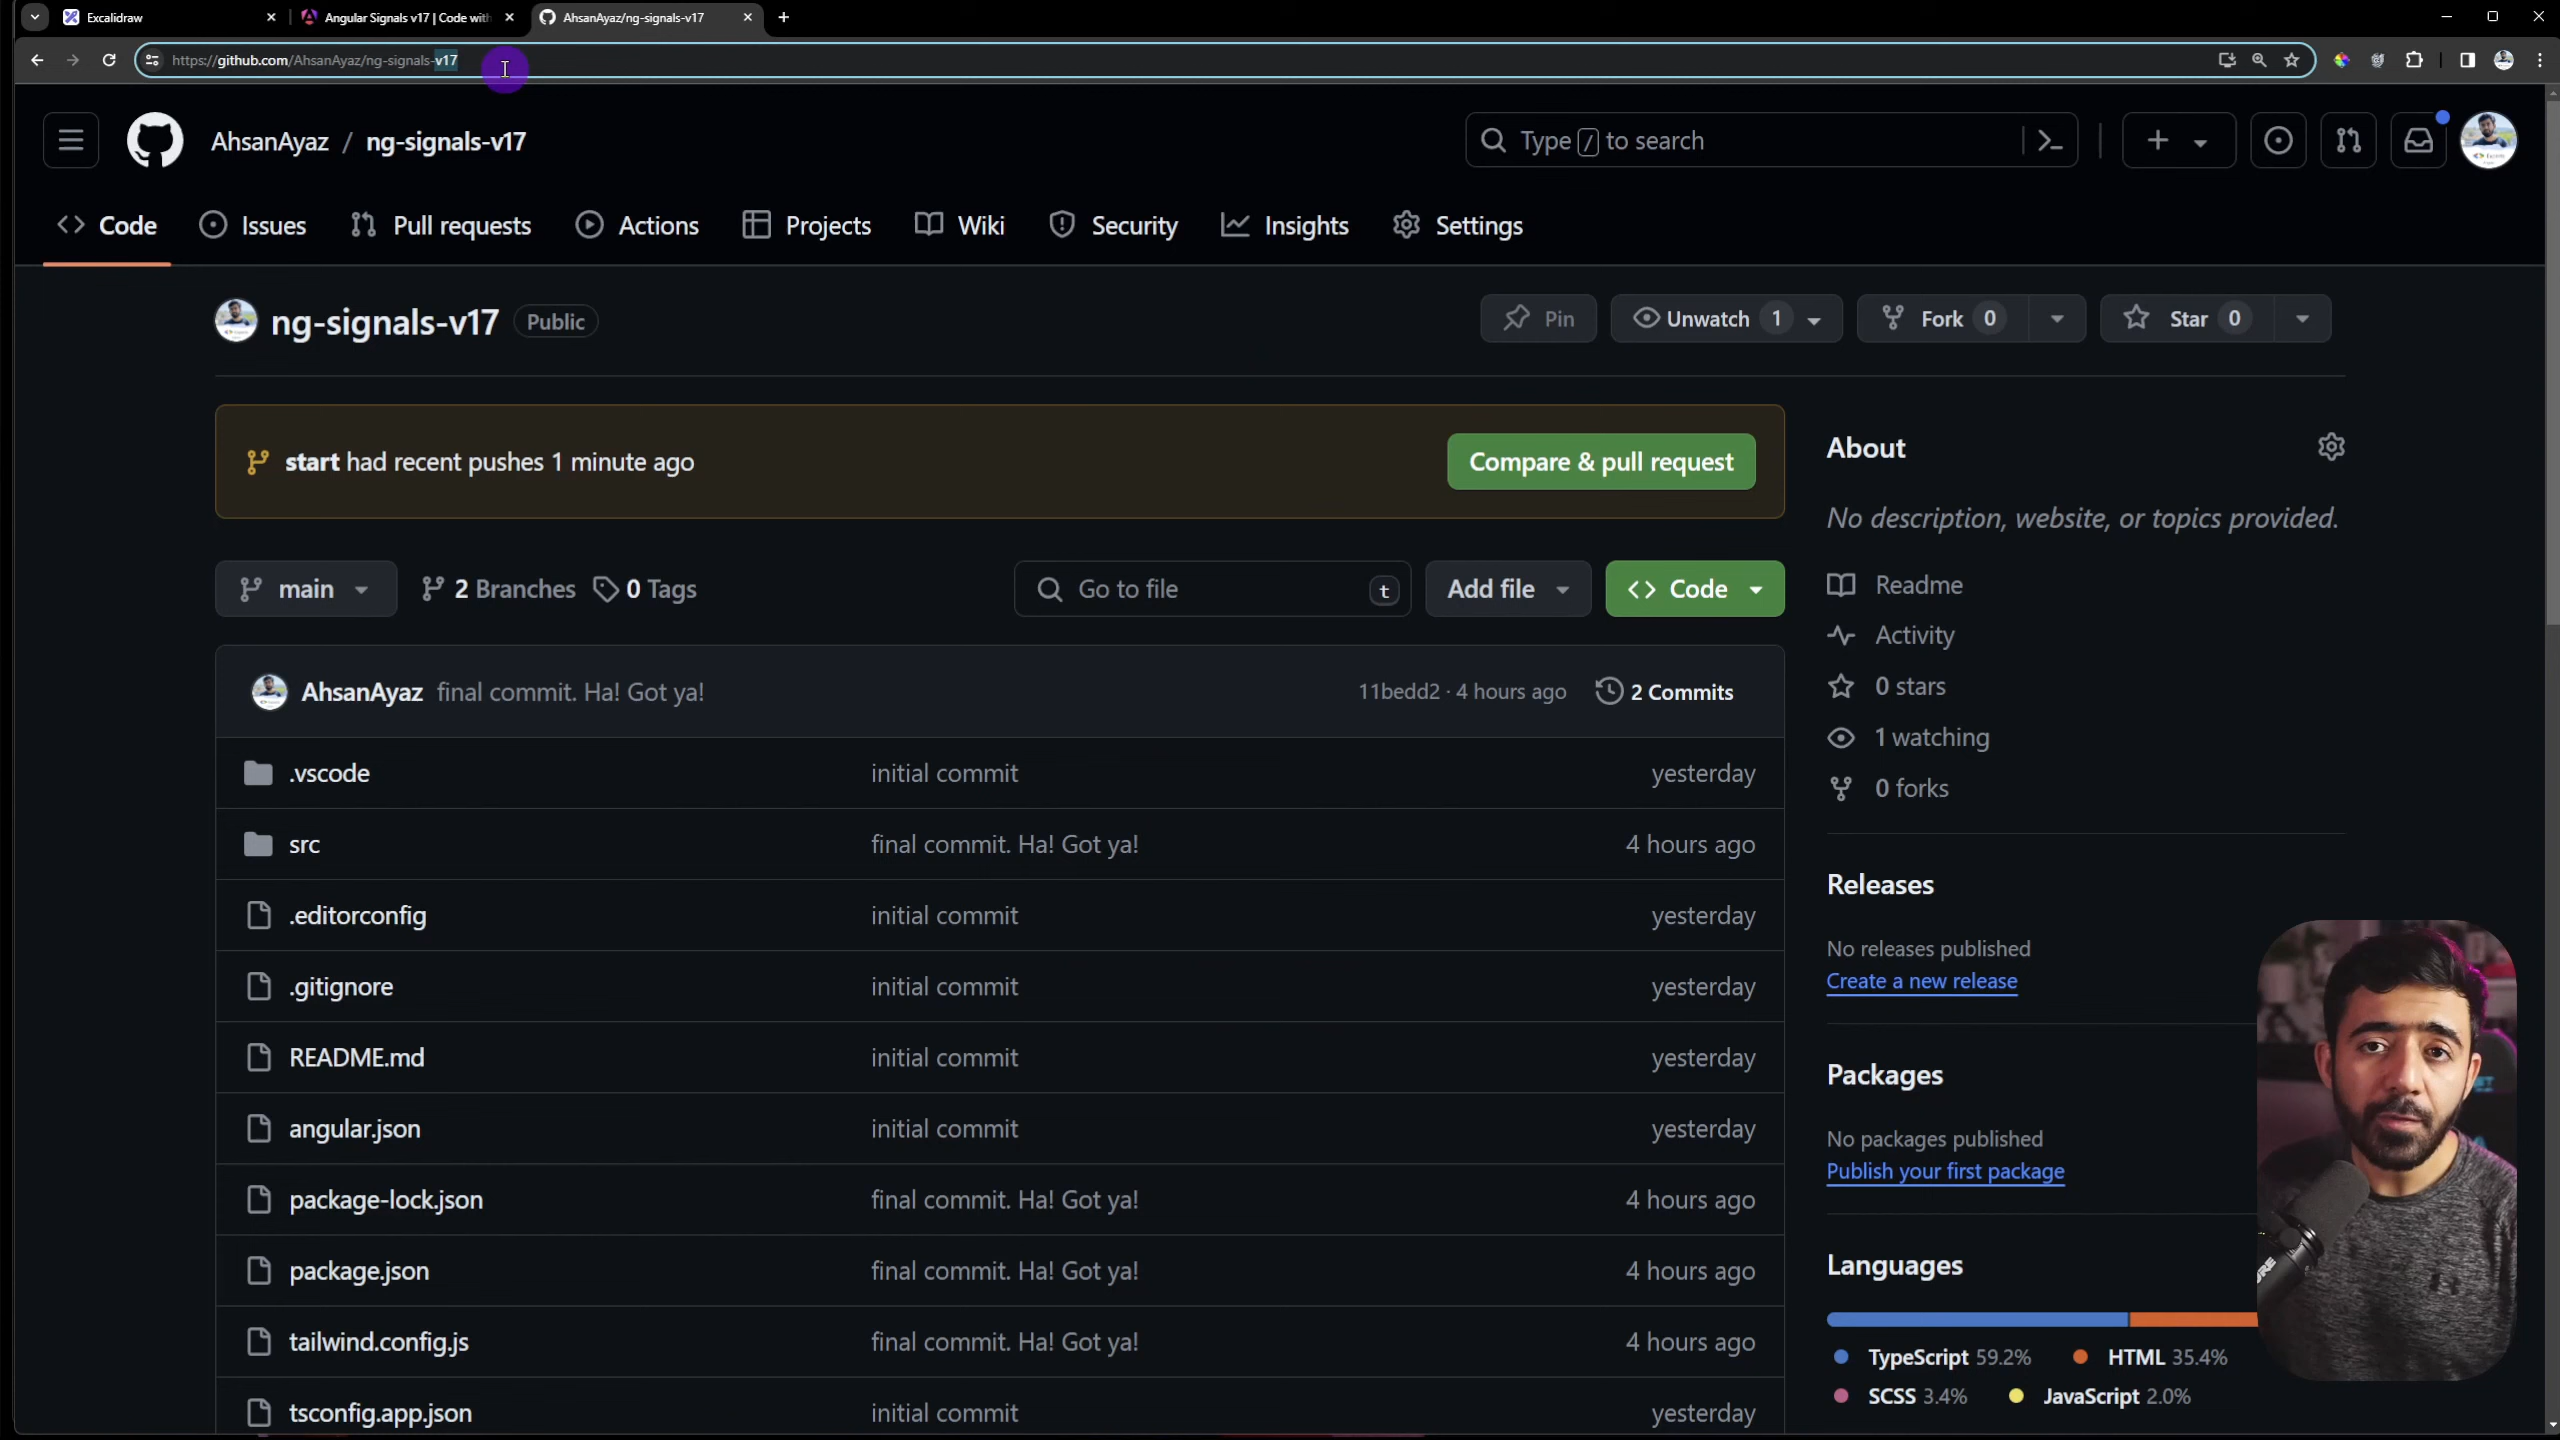 Excalidraw
Angular Signals v17 | Code with
AhsanAyaz/ng-signals-v17
https://github.com/AhsanAyaz/ng-signals-v17
AhsanAyaz / ng-signals-v17
Type / to search
Code
Issues
Pull requests
Actions
Projects
Wiki
Security
Insights
Settings
ng-signals-v17
Public
Pin
Unwatch 1
Fork 0
Star 0
start had recent pushes 1 minute ago
Compare & pull request
main
2 Branches
0 Tags
Go to file
t
Add file
Code
AhsanAyaz final commit. Ha! Got ya!
11bedd2 · 4 hours ago
2 Commits
.vscode initial commit yesterday
src final commit. Ha! Got ya! 4 hours ago
.editorconfig initial commit yesterday
.gitignore initial commit yesterday
README.md initial commit yesterday
angular.json initial commit yesterday
package-lock.json final commit. Ha! Got ya! 4 hours ago
package.json final commit. Ha! Got ya! 4 hours ago
tailwind.config.js final commit. Ha! Got ya! 4 hours ago
tsconfig.app.json initial commit yesterday
About
No description, website, or topics provided.
Readme
Activity
0 stars
1 watching
0 forks
Releases
No releases published
Create a new release
Packages
No packages published
Publish your first package
Languages
TypeScript 59.2%
HTML 35.4%
SCSS 3.4%
JavaScript 2.0%